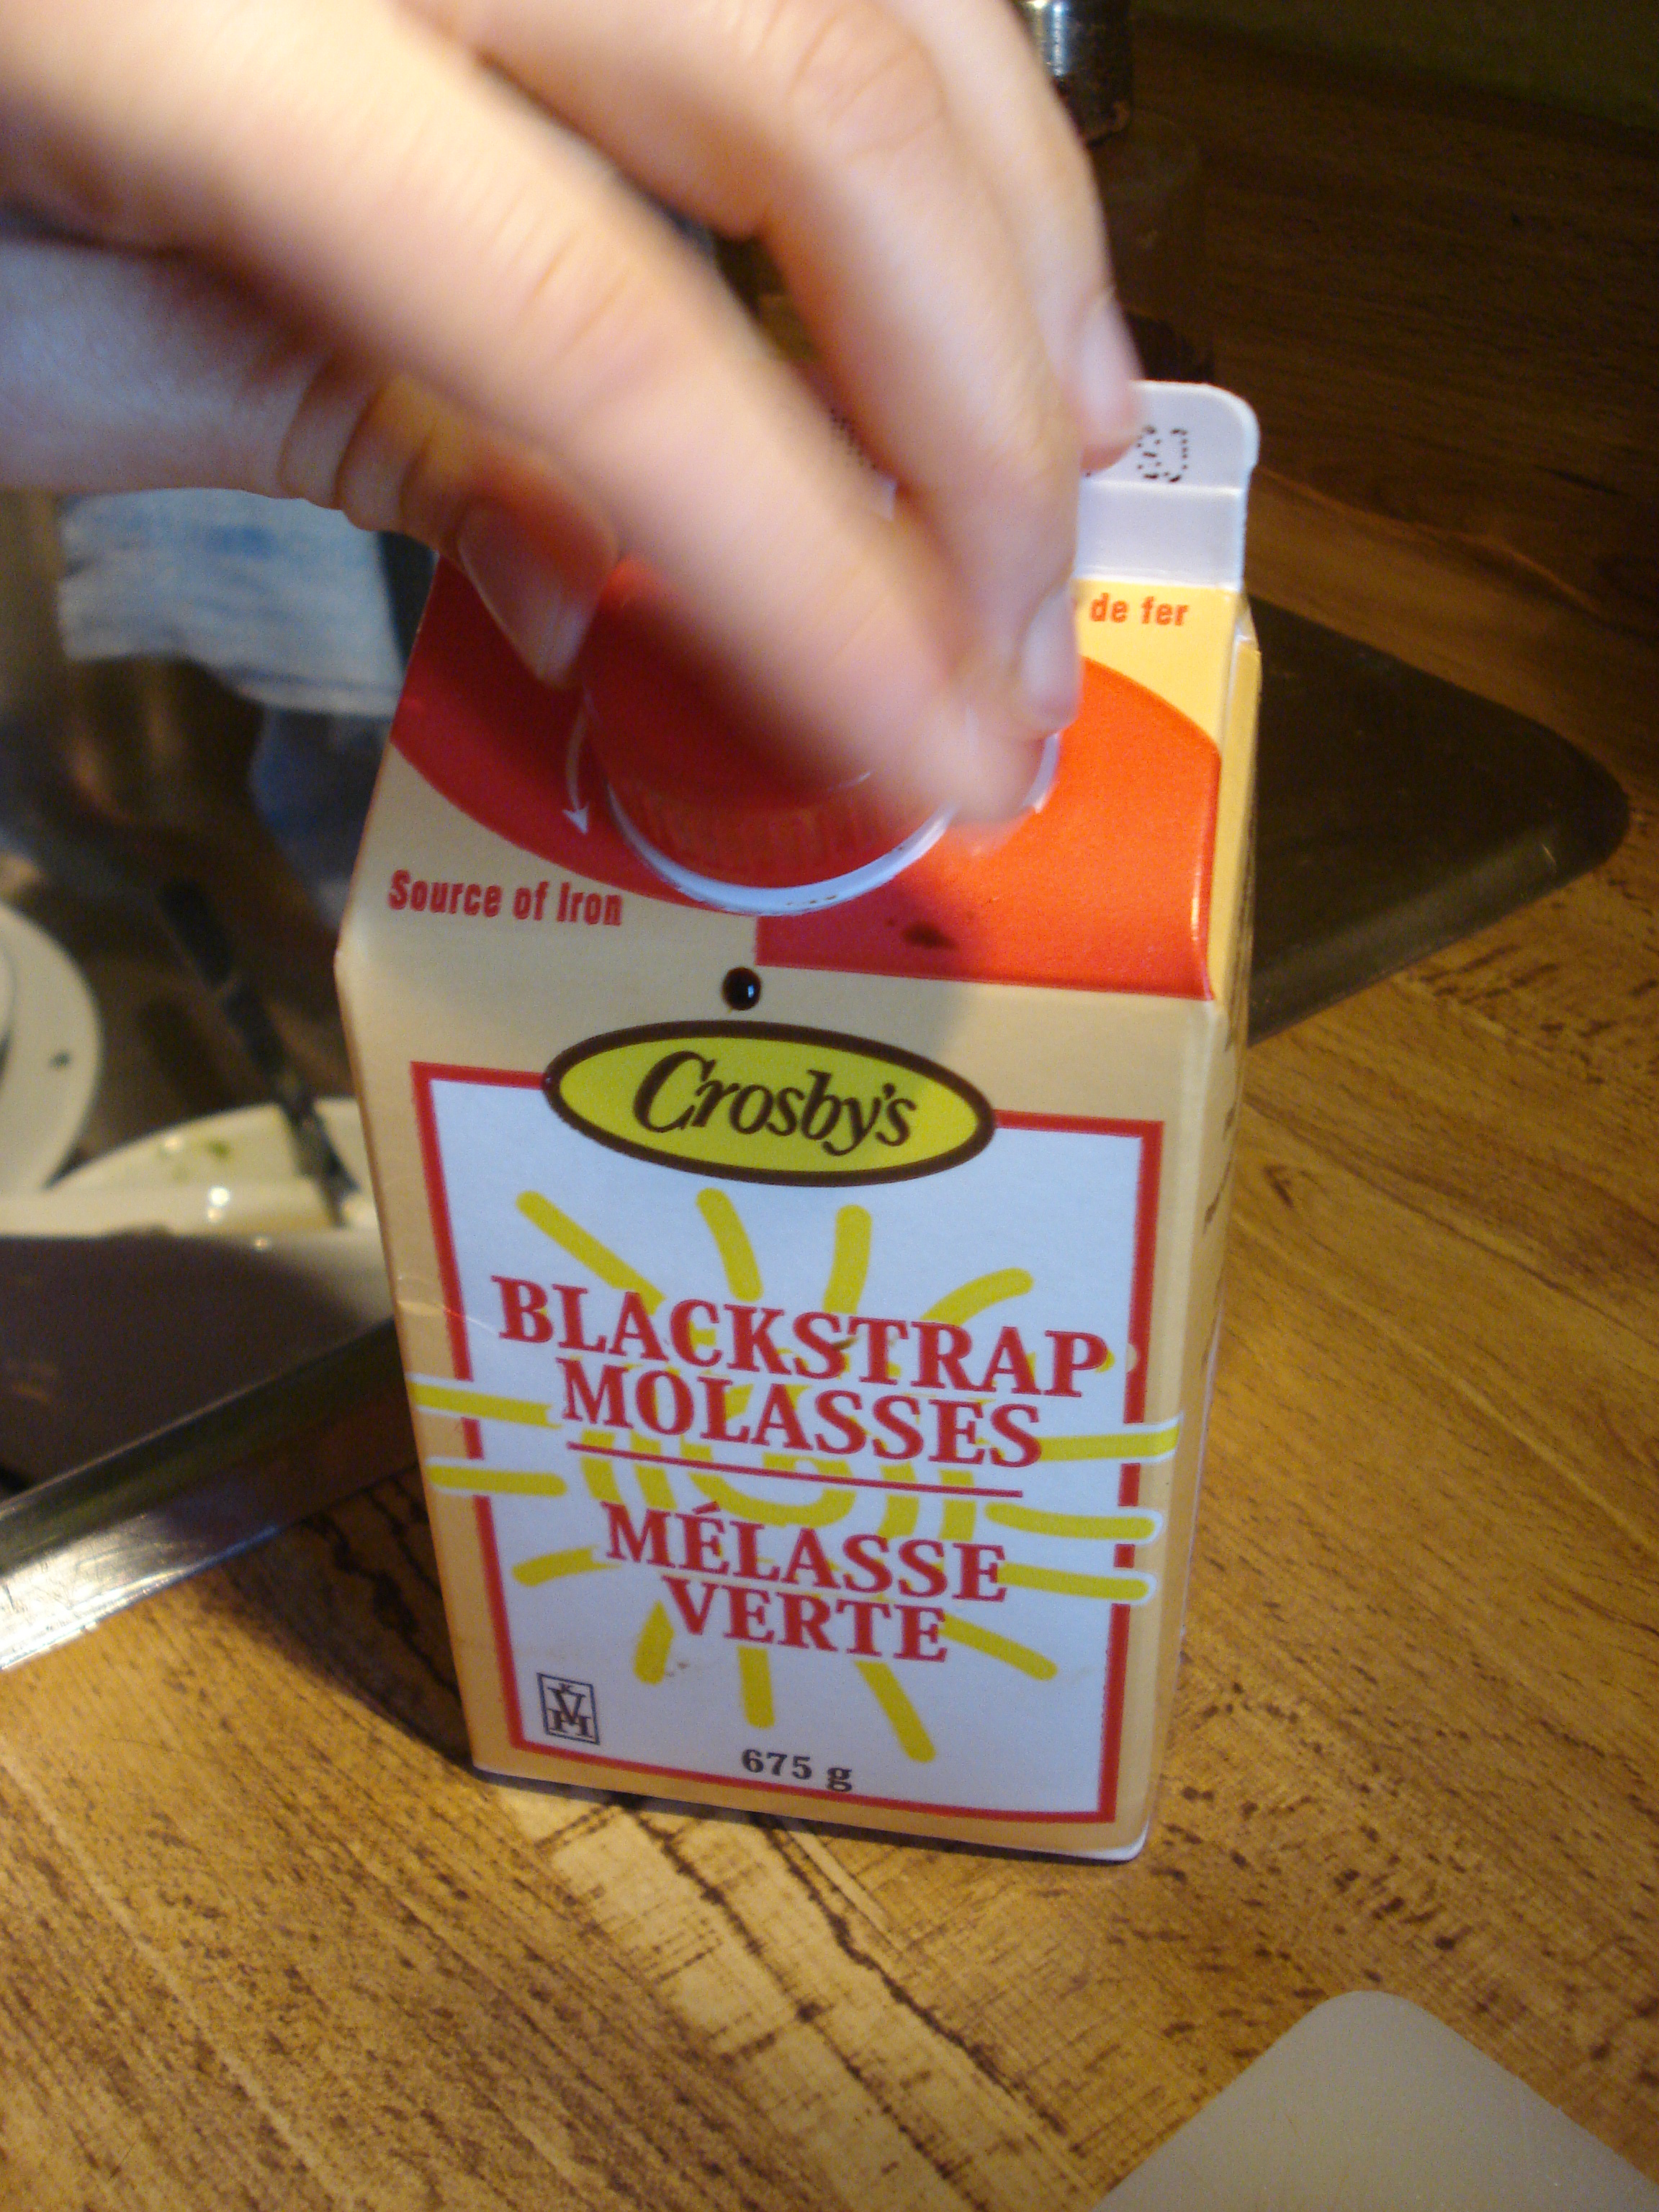 de fer
Source of Iron
Crosby's
BLACKSTRAP
MOLASSES
MÉLASSE
VERTE
675 g